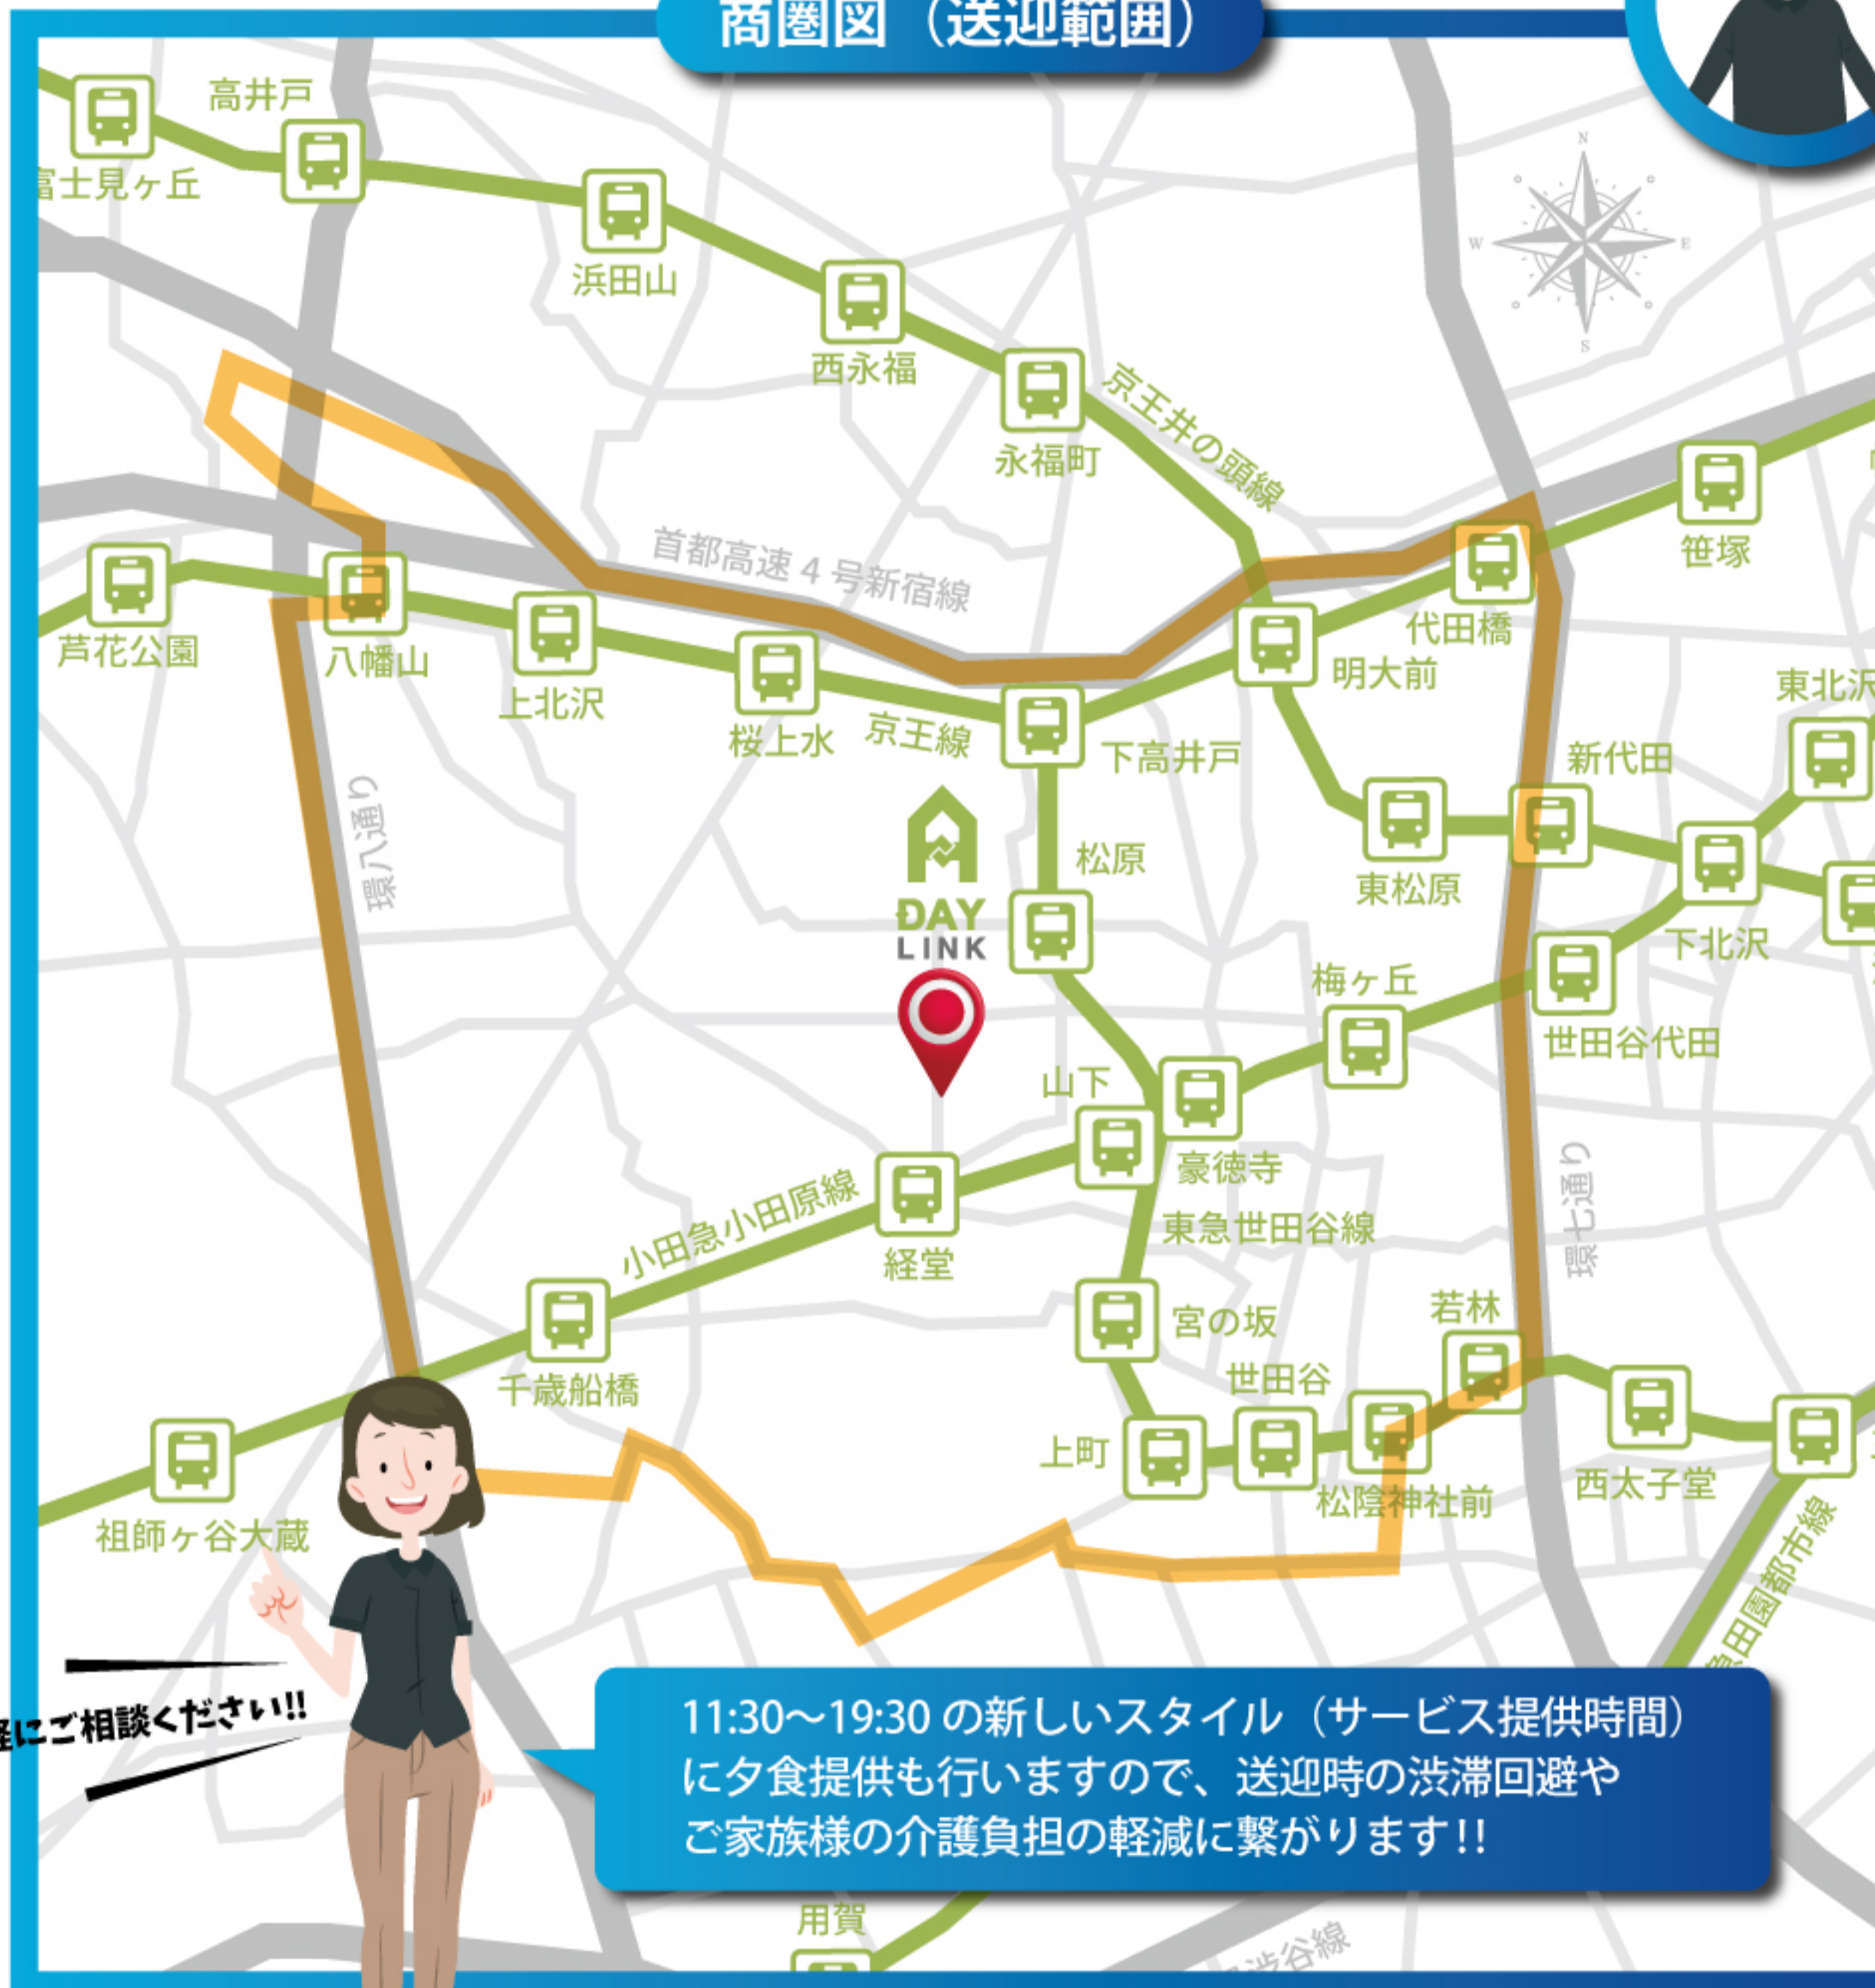 商圏図（送迎範囲）
高井戸
富士見ヶ丘
浜田山
西永福
永福町
京王井の頭線
N
W
E
S
笹塚
首都高速4号新宿線
代田橋
明大前
芦花公園
八幡山
上北沢
桜上水
京王線
下高井戸
東北沢
新代田
環八通り
松原
東松原
DAY
LINK
下北沢
梅ヶ丘
世田谷代田
山下
豪徳寺
環七通り
小田急小田原線
東急世田谷線
経堂
若林
宮の坂
世田谷
千歳船橋
上町
松陰神社前
西太子堂
祖師ヶ谷大蔵
急田園都市線
軽にご相談ください!!
11:30〜19:30 の新しいスタイル（サービス提供時間）
に夕食提供も行いますので、送迎時の渋滞回避や
ご家族様の介護負担の軽減に繋がります!!
用賀
渋谷線